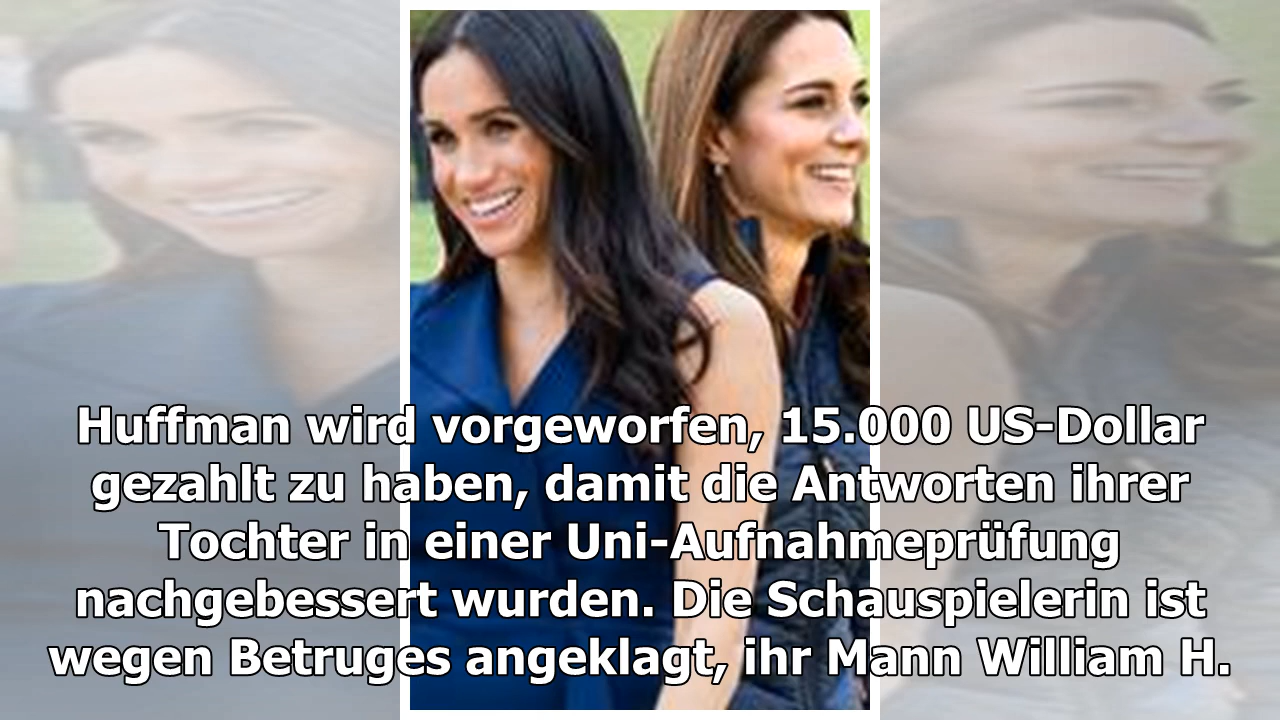 Huffman wird vorgeworfen, 15.000 US-Dollar
gezahlt zu haben, damit die Antworten ihrer
Tochter in einer Uni-Aufnahmeprüfung
nachgebessert wurden. Die Schauspielerin ist
wegen Betruges angeklagt, ihr Mann William H.